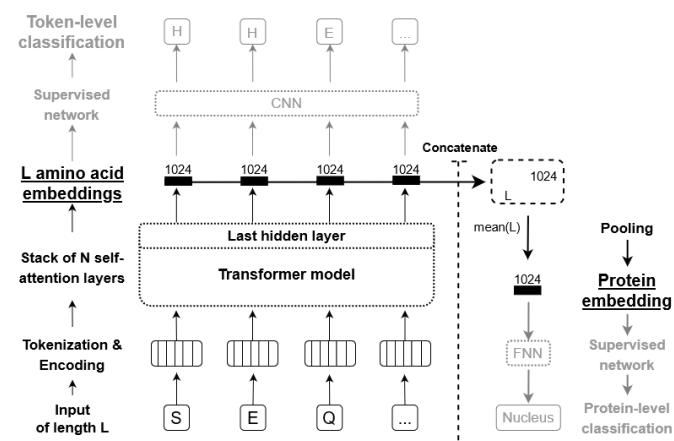 Token-level
classification
H H E ...
Supervised
network
CNN
Concatenate
L amino acid
embeddings
1024 1024 1024 1024
1024
L
Last hidden layer
mean(L)
Pooling
Stack of N self-
attention layers
Transformer model
1024
Protein
embedding
Tokenization &
Encoding
FNN
Supervised
network
Input
of length L
S E Q ...
Nucleus
Protein-level
classification